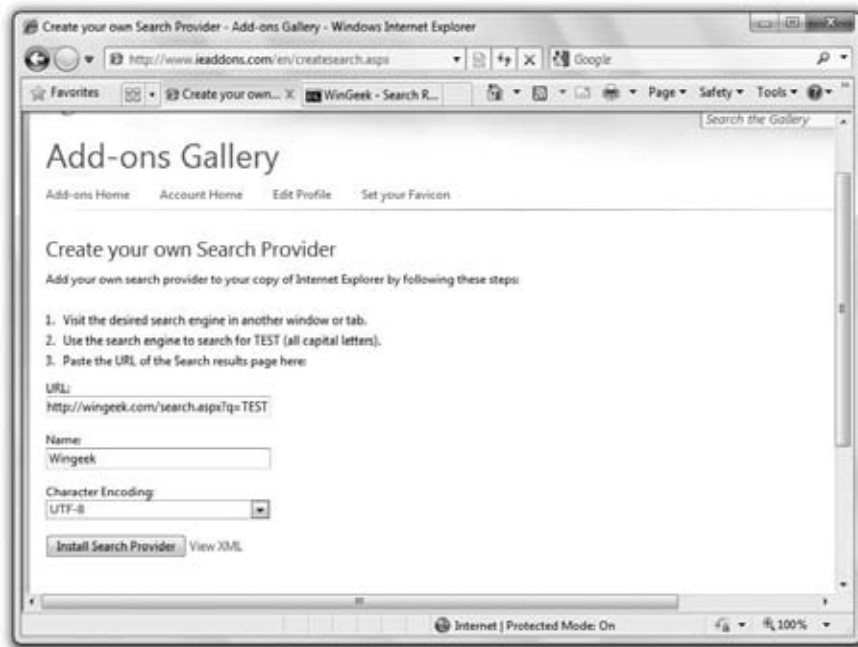 Create your own Search Provider - Add-ons Gallery - Windows Internet Explorer
http://www.ieaddons.com/en/createsearch.aspx
Google
Favorites
Create your own... X
WinGeek - Search R...
Page
Safety
Tools
Search the Gallery
Add-ons Gallery
Add-ons Home Account Home Edit Profile Set your Favicon
Create your own Search Provider
Add your own search provider to your copy of Internet Explorer by following these steps:
1. Visit the desired search engine in another window or tab.
2. Use the search engine to search for TEST (all capital letters).
3. Paste the URL of the Search results page here:
URL:
http://wingeek.com/search.aspx?q=TEST
Name:
Wingeek
Character Encoding:
UTF-8
Install Search Provider View XML
Internet | Protected Mode: On
100%